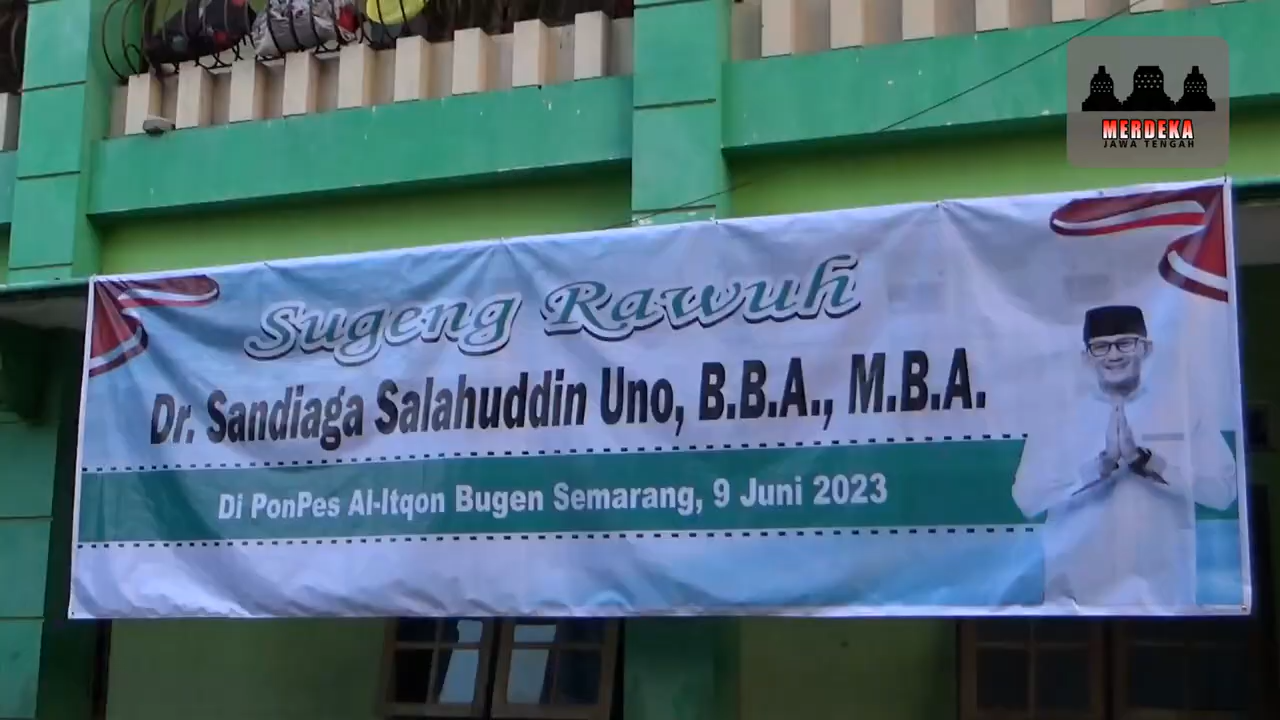 MERDEKA
JAWA TENGAH
Sugeng Rawuh
Dr. Sandiaga Salahuddin Uno, B.B.A., M.B.A.
Di PonPes Al-Itqon Bugen Semarang, 9 Juni 2023